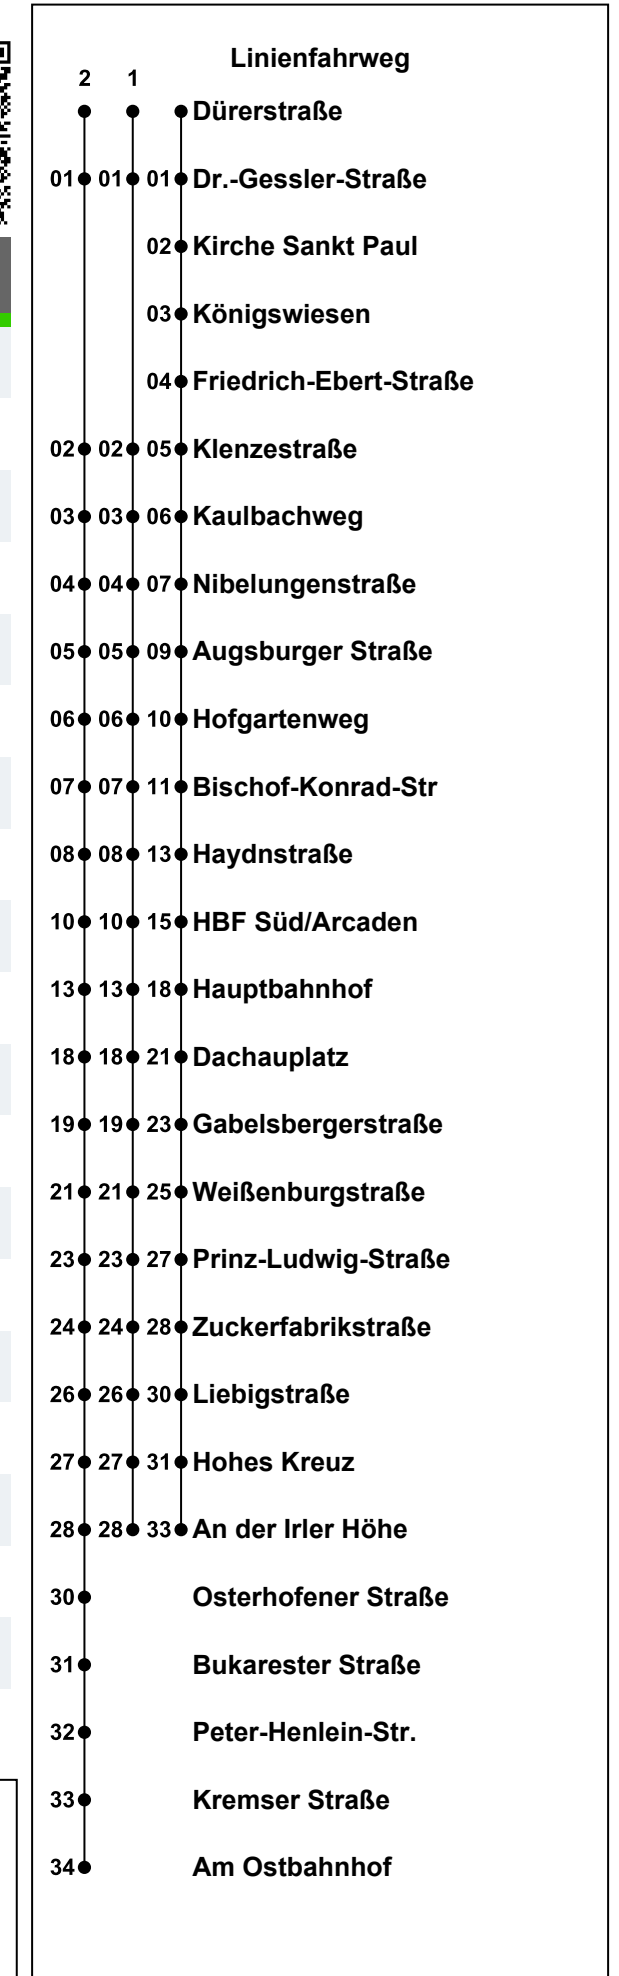 Linienfahrweg
2 1
Dürerstraße
01 01 01 Dr.-Gessler-Straße
02 Kirche Sankt Paul
03 Königswiesen
04 Friedrich-Ebert-Straße
02 02 05 Klenzestraße
03 03 06 Kaulbachweg
04 04 07 Nibelungenstraße
05 05 09 Augsburger Straße
06 06 10 Hofgartenweg
07 07 11 Bischof-Konrad-Str
08 08 13 Haydnstraße
10 10 15 HBF Süd/Arcaden
13 13 18 Hauptbahnhof
18 18 21 Dachauplatz
19 19 23 Gabelsbergerstraße
21 21 25 Weißenburgstraße
23 23 27 Prinz-Ludwig-Straße
24 24 28 Zuckerfabrikstraße
26 26 30 Liebigstraße
27 27 31 Hohes Kreuz
28 28 33 An der Irler Höhe
30 Osterhofener Straße
31 Bukarester Straße
32 Peter-Henlein-Str.
33 Kremser Straße
34 Am Ostbahnhof